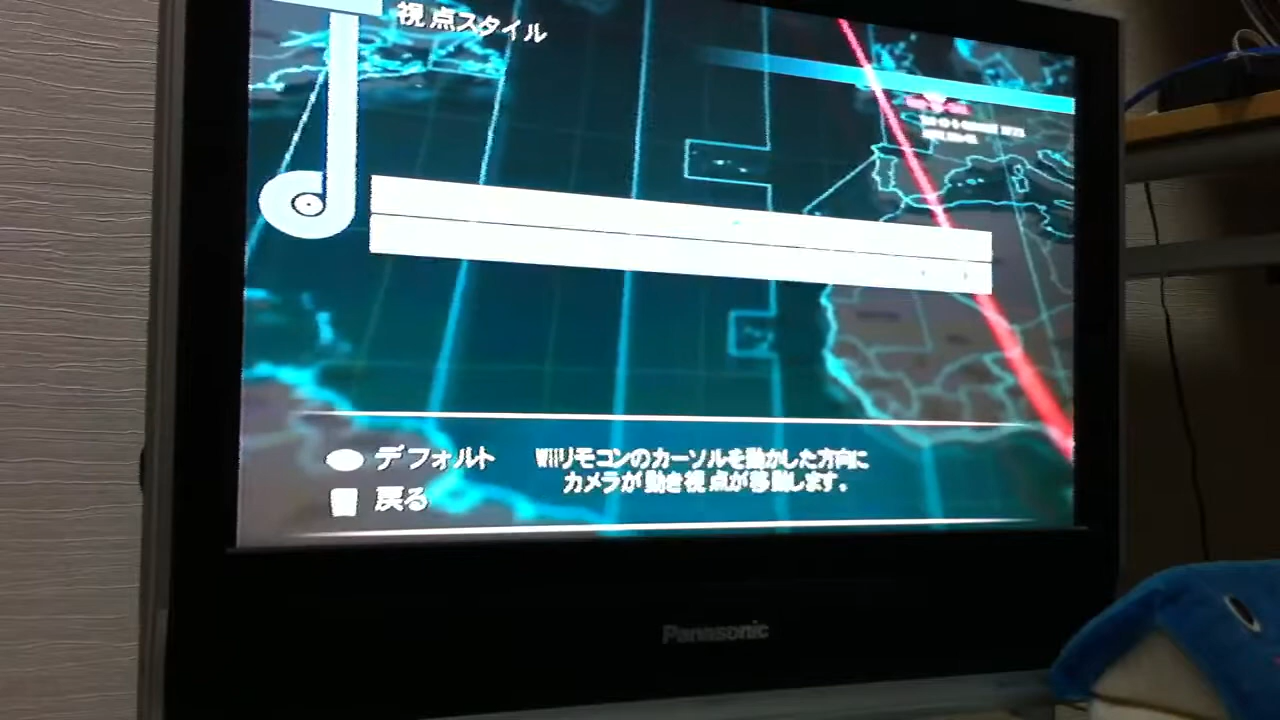 視点スタイル
デフォルト
戻る
Wiiリモコンのカーソルを動かした方向に
カメラが動き視点が移動します。
Panasonic